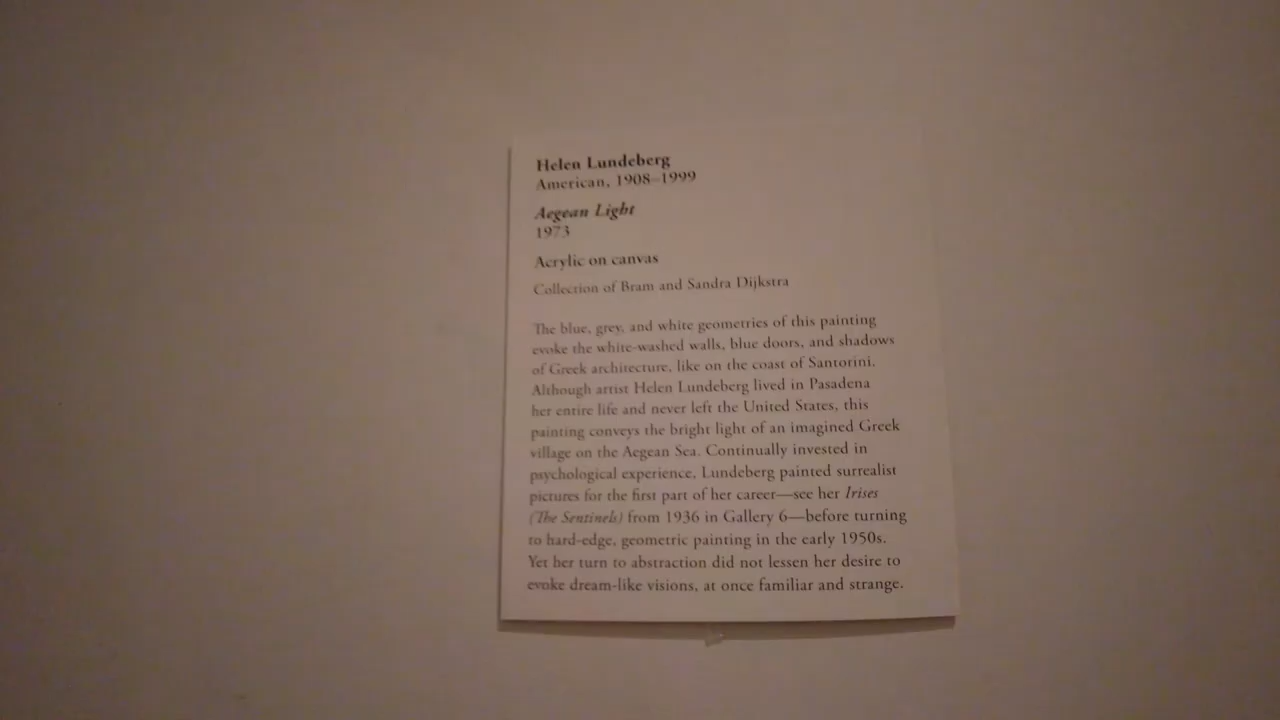 Helen Lundeberg
American, 1908–1999
Aegean Light
1973
Acrylic on canvas
Collection of Bram and Sandra Dijkstra
The blue, grey, and white geometries of this painting
evoke the white-washed walls, blue doors, and shadows
of Greek architecture, like on the coast of Santorini.
Although artist Helen Lundeberg lived in Pasadena
her entire life and never left the United States, this
painting conveys the bright light of an imagined Greek
village on the Aegean Sea. Continually invested in
psychological experience, Lundeberg painted surrealist
pictures for the first part of her career—see her Irises
(The Sentinels) from 1936 in Gallery 6—before turning
to hard-edge, geometric painting in the early 1950s.
Yet her turn to abstraction did not lessen her desire to
evoke dream-like visions, at once familiar and strange.